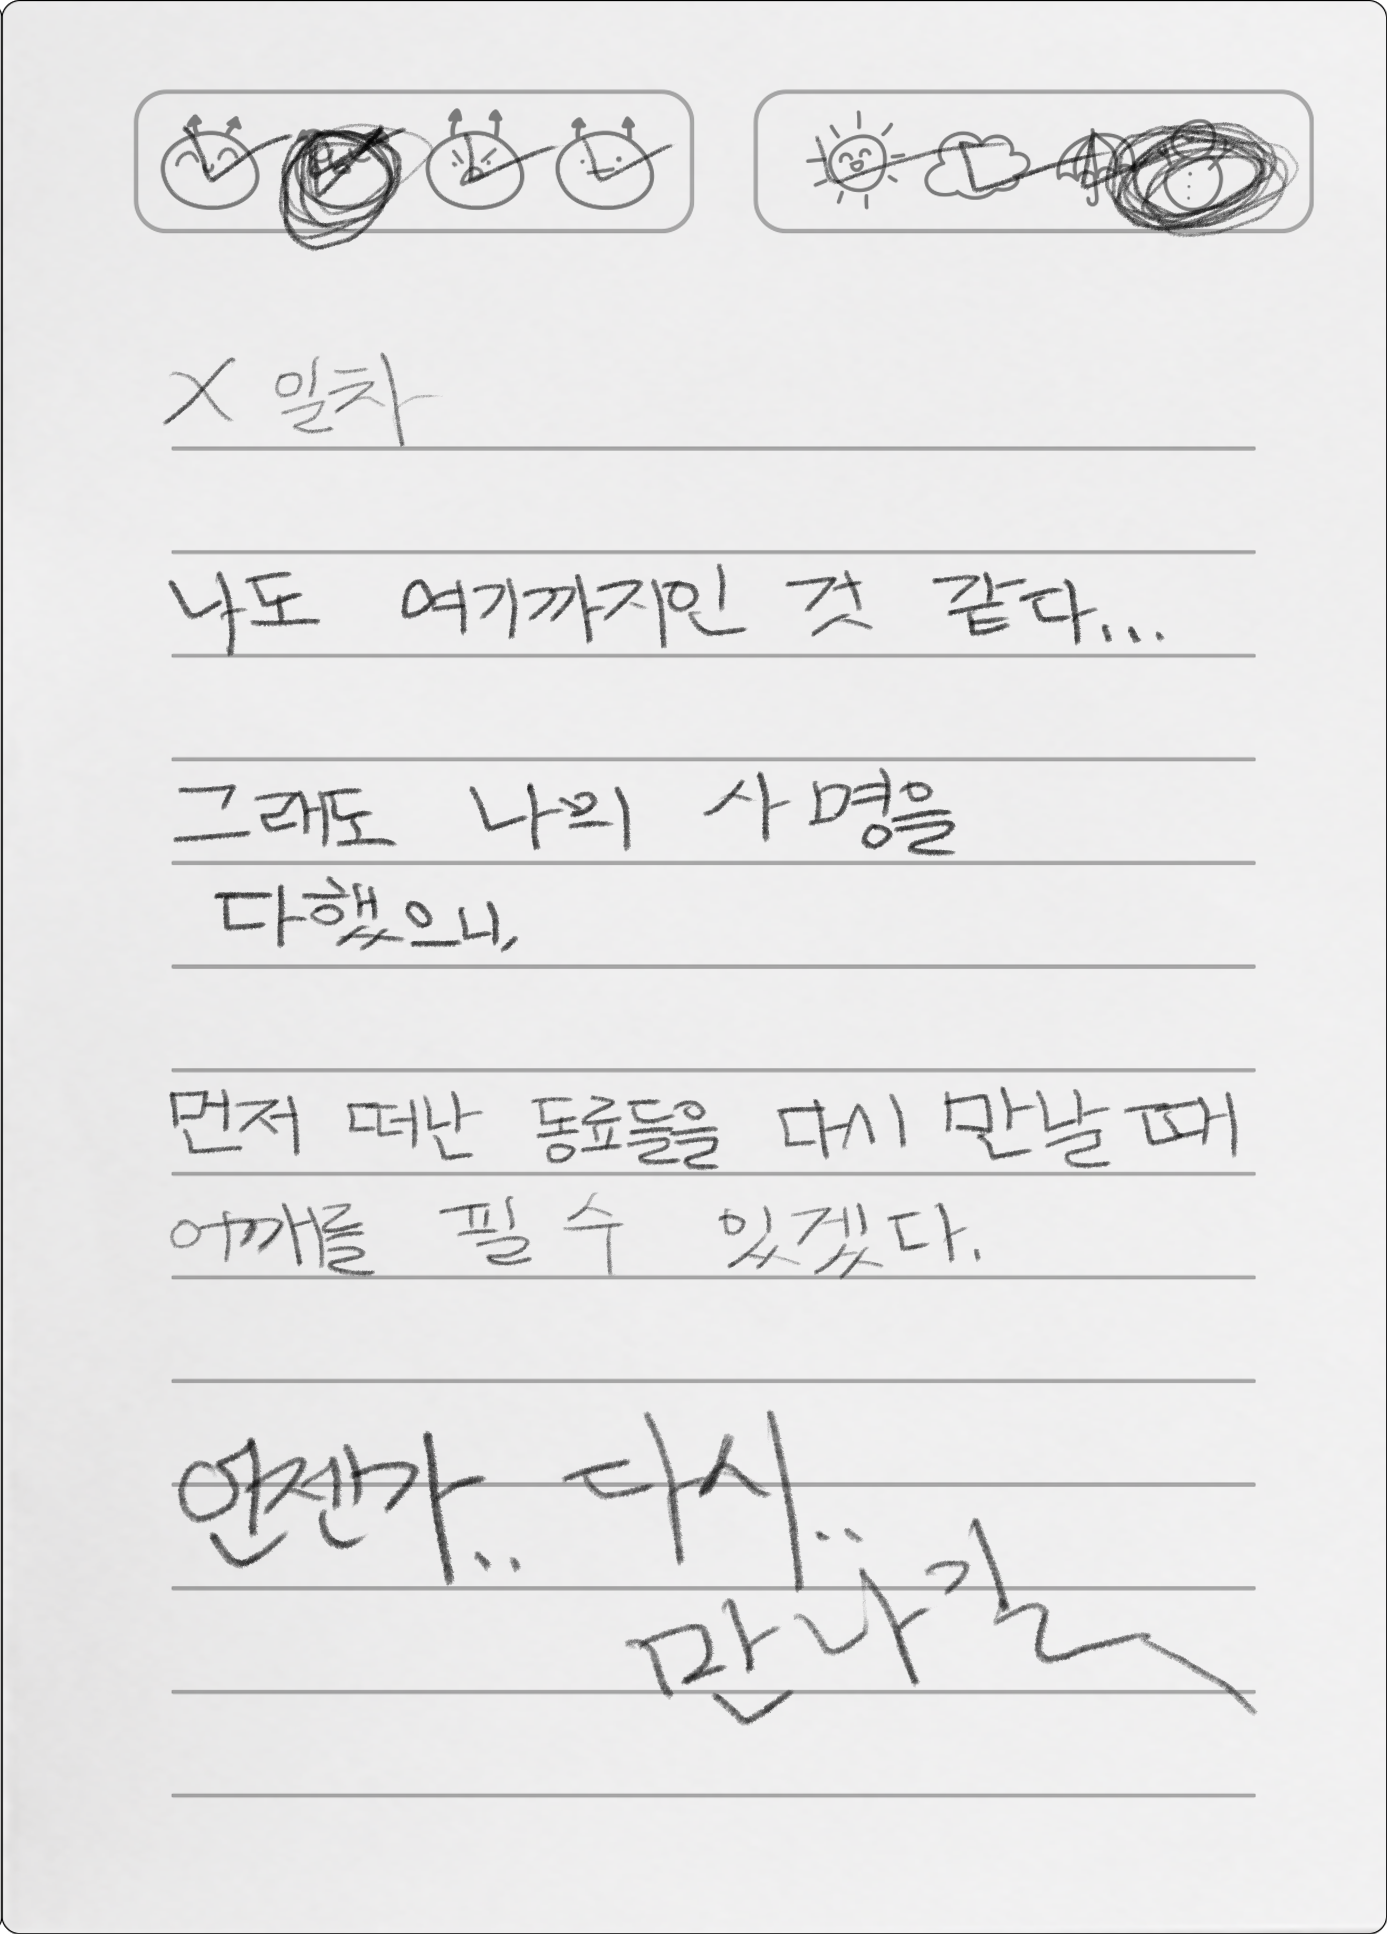 X 일차
나도 여기까지인 것 같다...
그래도 나의 사명을
다했으니,
먼저 떠난 동료들을 다시 만날 때
어깨를 필 수 있겠다.
언젠가.. 다시..
만나길